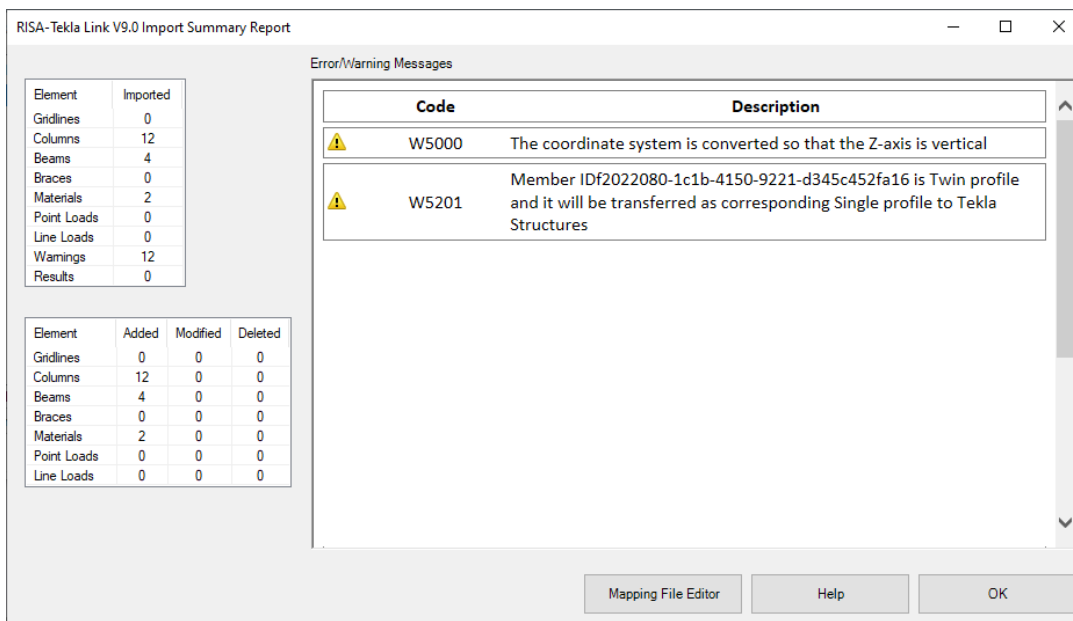 RISA-Tekla Link V9.0 Import Summary Report
Error/Warning Messages
Element Imported
Gridlines 0
Columns 12
Beams 4
Braces 0
Materials 2
Point Loads 0
Line Loads 0
Warnings 12
Results 0
Element Added Modified Deleted
Gridlines 0 0 0
Columns 12 0 0
Beams 4 0 0
Braces 0 0 0
Materials 2 0 0
Point Loads 0 0 0
Line Loads 0 0 0
Code Description
W5000 The coordinate system is converted so that the Z-axis is vertical
Member IDf2022080-1c1b-4150-9221-d345c452fa16 is Twin profile
W5201 and it will be transferred as corresponding Single profile to Tekla
Structures
Mapping File Editor Help OK